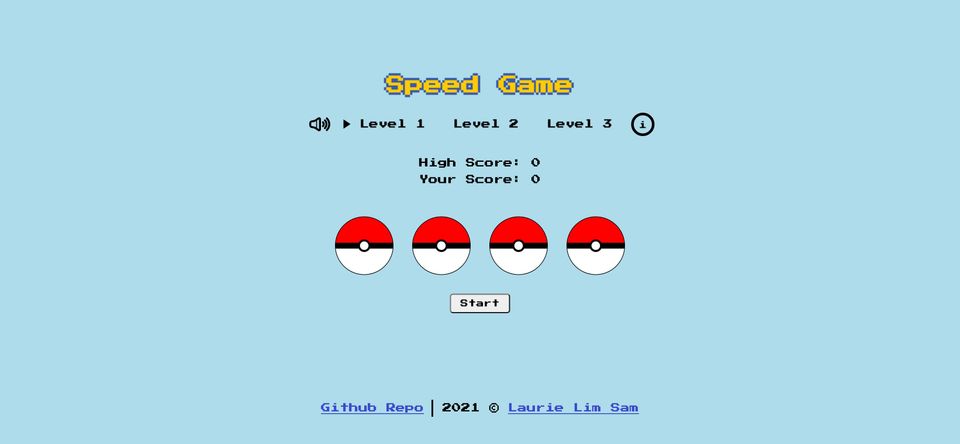 Speed Game
Level 1 Level 2 Level 3 i
High Score: 0
Your Score: 0
Start
Github Repo | 2021 © Laurie Lim Sam